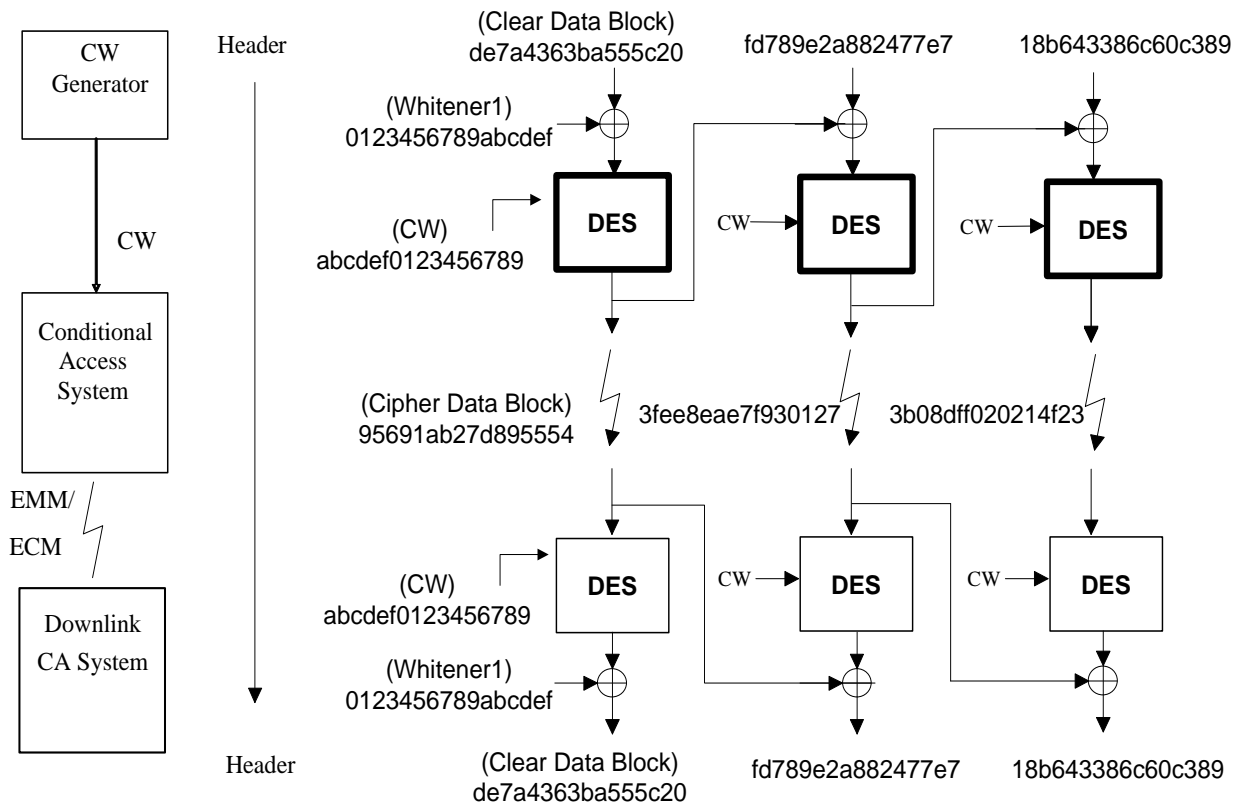 CW
Generator
CW
Conditional
Access
System
EMM/
ECM
Downlink
CA System
Header
Header
(Clear Data Block)
de7a4363ba555c20
fd789e2a882477e7
18b643386c60c389
(Whitener1)
0123456789abcdef
DES
DES
DES
(CW)
abcdef0123456789
CW
CW
(Cipher Data Block)
95691ab27d895554
3fee8eae7f930127
3b08dff020214f23
DES
DES
DES
(CW)
abcdef0123456789
CW
CW
(Whitener1)
0123456789abcdef
(Clear Data Block)
de7a4363ba555c20
fd789e2a882477e7
18b643386c60c389